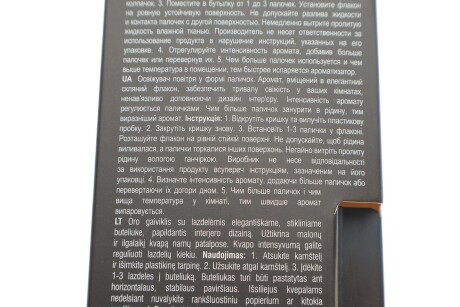 колпачок. 3. Поместите в бутылку от 1 до 3 палочек. Установите флакон
на ровную устойчивую поверхность. Не допускайте разлива жидкости
и контакта палочек с другой поверхностью. Немедленно вытрите пролитую
жидкость влажной тканью. Производитель не несет ответственности за
использование продукта в нарушение инструкций, указанных на его
упаковке. 4. Отрегулируйте интенсивность аромата, добавив больше
палочек или перевернув их. 5. Чем больше палочек используется и чем
выше температура в помещении, тем быстрее испаряется ароматизатор.
UA Освіжувач повітря у формі паличок. Аромат, вміщений в елегантний
скляний флакон, забезпечить тривалу свіжість у ваших кімнатах,
ненав'язливо доповнюючи дизайн інтер'єру. Інтенсивність аромату
регулюється паличками. Чим більше паличок занурити в рідину, тим
виразніший аромат. Інструкція: 1. Відкрутіть кришку та вилучіть пластикову
пробку. 2. Закрутіть кришку знову. 3. Встановіть 1-3 палички у флаконі.
Розташуйте флакон на рівній стійкій поверхні. Не допускайте, щоб рідина
виливалася, а палички торкалися інших поверхонь. Негайно витріть пролиту
рідину вологою ганчіркою. Виробник не несе відповідальності
за використання продукту всупереч інструкціям, зазначеним на його
упаковці. 4. Визначте інтенсивність аромату, додаючи більше паличок або
перевертаючи їх догори дном. 5. Чим більше паличок і чим
вища температура у кімнаті, тим швидше аромат
випаровується.
LT Oro gaiviklis su lazdelėmis elegantiškame, stikliniame
buteliuke, papildantis interjero dizainą. Užtikrina malonų
ir ilgalaikį kvapą namų patalpose. Kvapo intensyvumą galite
reguliuoti lazdelių kiekiu. Naudojimas: 1. Atsukite kamštelį
ir išimkite plastikinę tarpinę. 2. Užsukite atgal kamštelį. 3. Įdėkite
1-3 lazdeles į buteliuką. Buteliukas turi būti pastatytas ant
horizontalaus, stabilaus paviršiaus. Išsiliejus kvapiams
nedelsiant nuvalykite rankšluostiniu popieriumi ar kitokia